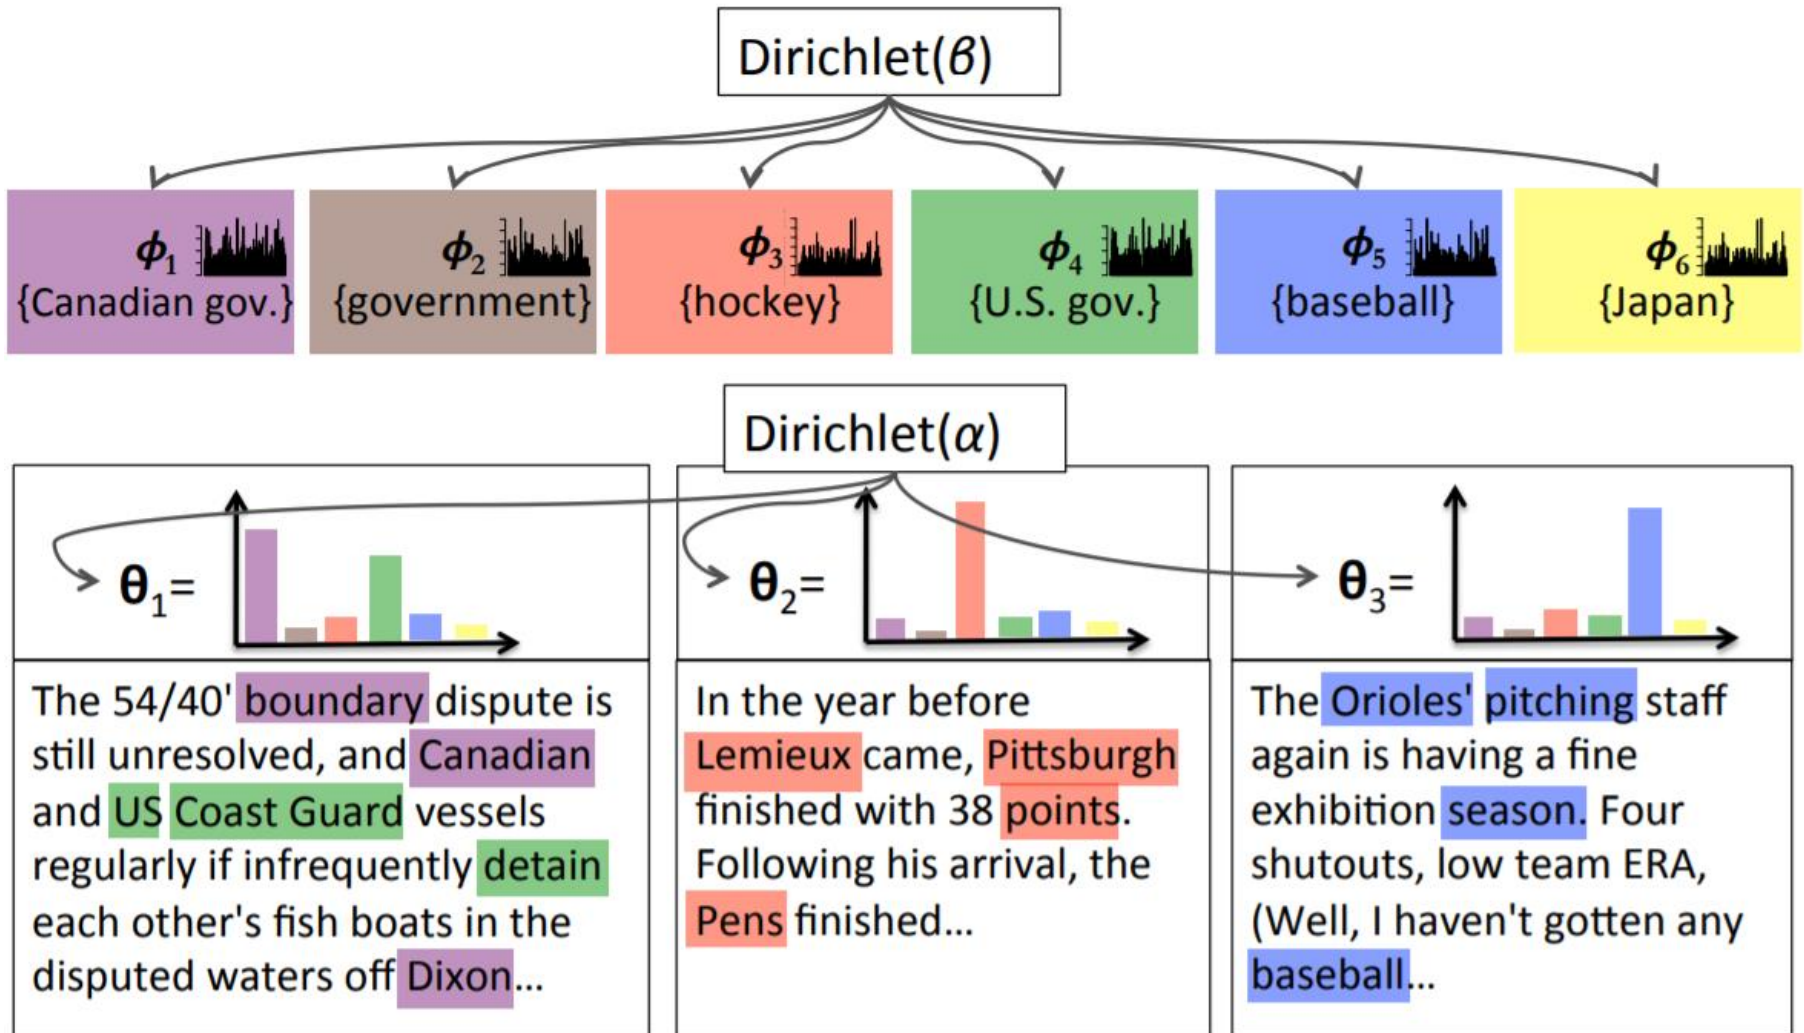 Dirichlet(β)
ϕ1 ϕ2 ϕ3 ϕ4 ϕ5 ϕ6
{Canadian gov.} {government} {hockey} {U.S. gov.} {baseball} {Japan}
Dirichlet(α)
θ1=
The 54/40' boundary dispute is
still unresolved, and Canadian
and US Coast Guard vessels
regularly if infrequently detain
each other's fish boats in the
disputed waters off Dixon...
θ2=
In the year before
Lemieux came, Pittsburgh
finished with 38 points.
Following his arrival, the
Pens finished...
θ3=
The Orioles' pitching staff
again is having a fine
exhibition season. Four
shutouts, low team ERA,
(Well, I haven't gotten any
baseball...